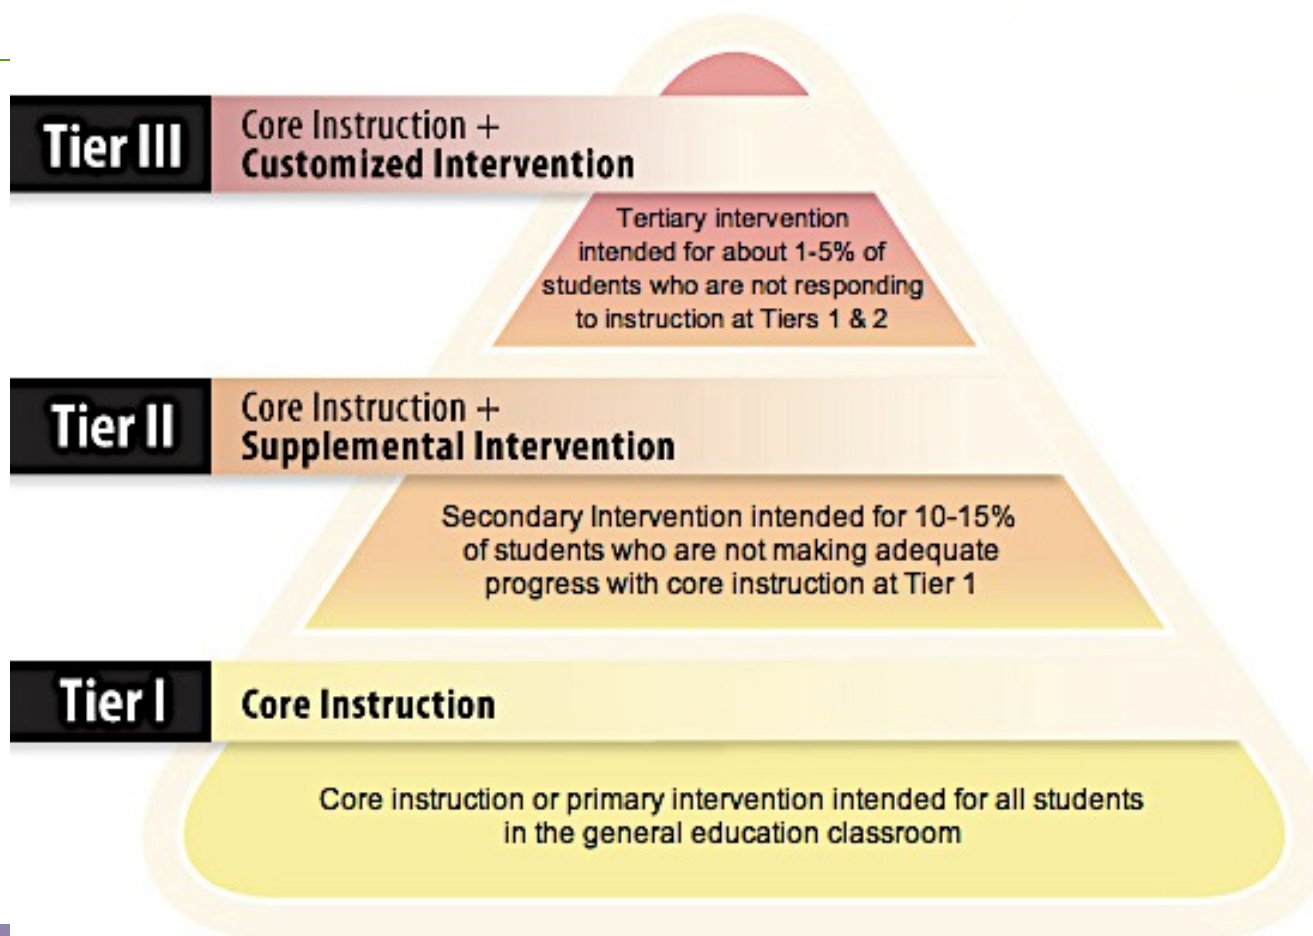 Tier III
Core Instruction +
Customized Intervention
Tertiary intervention
intended for about 1-5% of
students who are not responding
to instruction at Tiers 1 & 2
Tier II
Core Instruction +
Supplemental Intervention
Secondary Intervention intended for 10-15%
of students who are not making adequate
progress with core instruction at Tier 1
Tier I
Core Instruction
Core instruction or primary intervention intended for all students
in the general education classroom